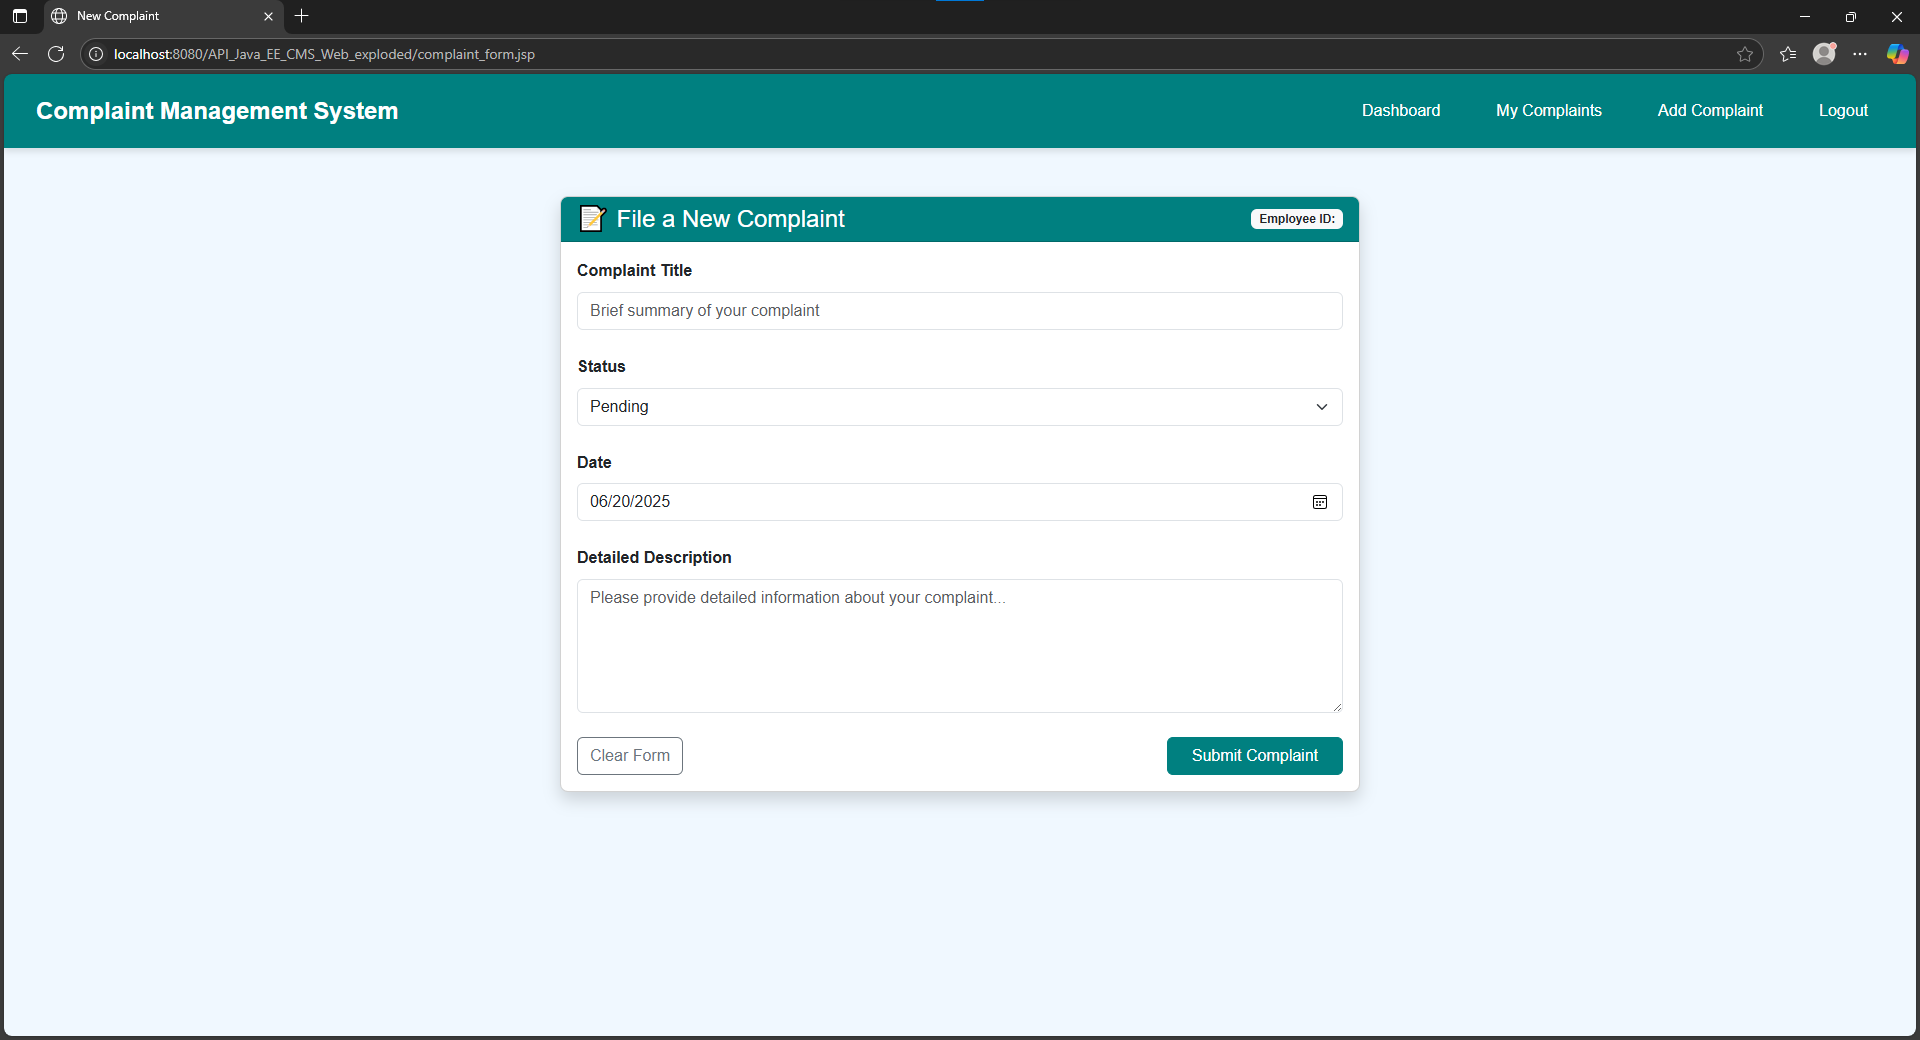 New Complaint
localhost:8080/API_Java_EE_CMS_Web_exploded/complaint_form.jsp
Complaint Management System
Dashboard
My Complaints
Add Complaint
Logout
File a New Complaint
Employee ID:
Complaint Title
Brief summary of your complaint
Status
Pending
Date
06/20/2025
Detailed Description
Please provide detailed information about your complaint...
Clear Form
Submit Complaint